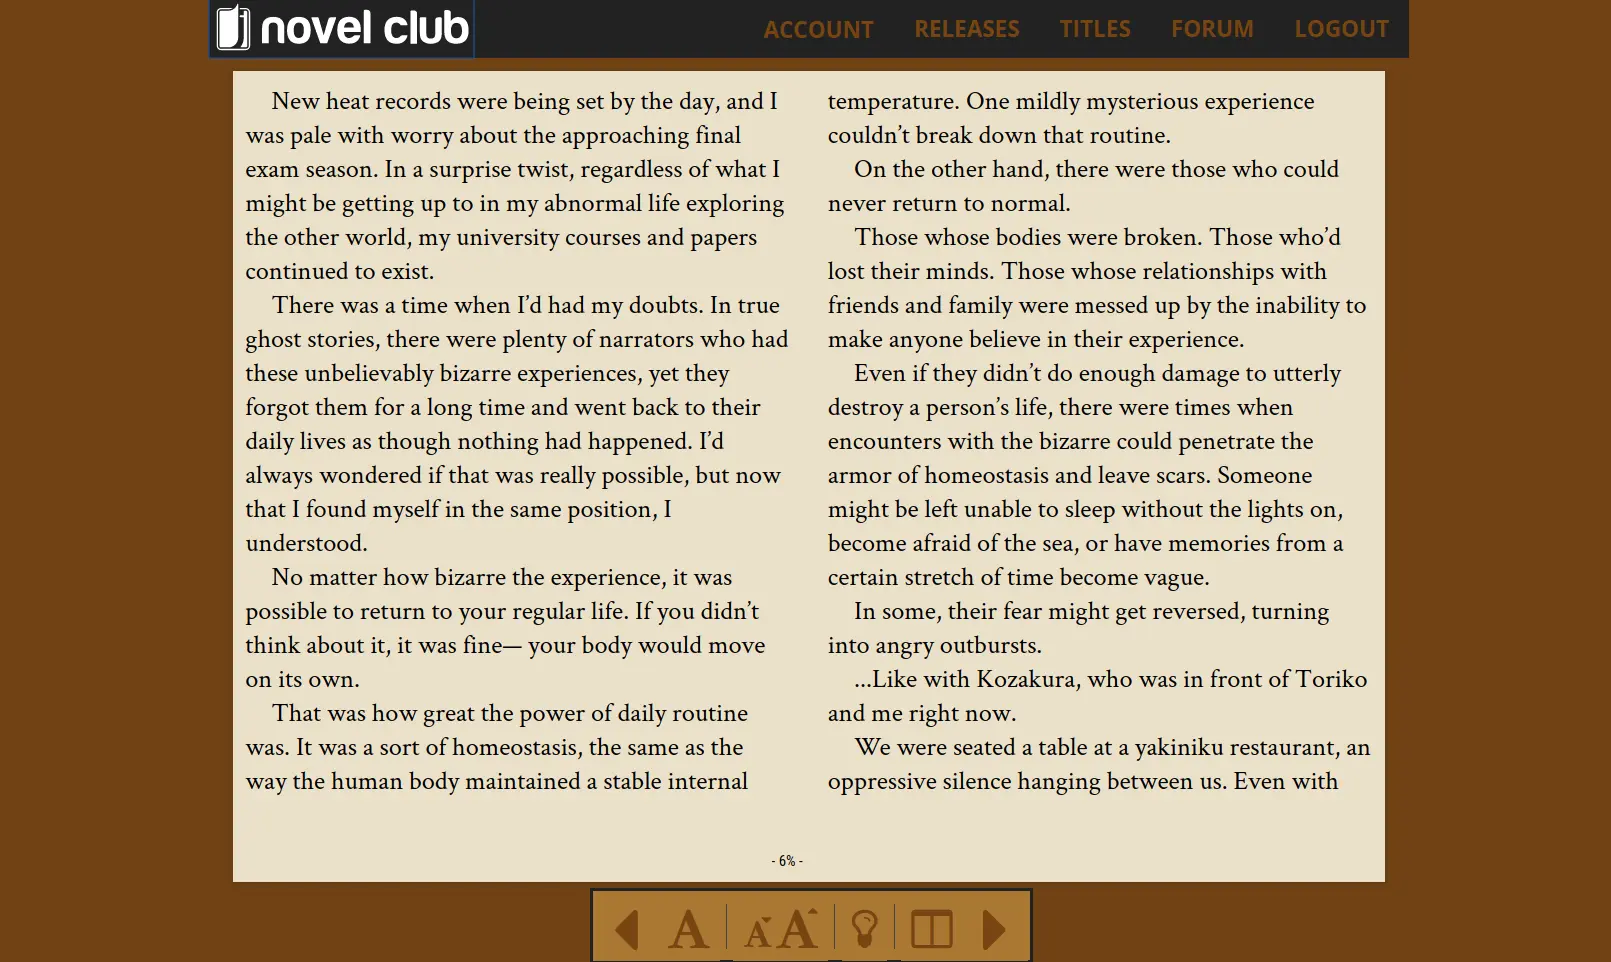 novel club
ACCOUNT RELEASES TITLES FORUM LOGOUT
New heat records were being set by the day, and I
was pale with worry about the approaching final
exam season. In a surprise twist, regardless of what I
might be getting up to in my abnormal life exploring
the other world, my university courses and papers
continued to exist.
There was a time when I’d had my doubts. In true
ghost stories, there were plenty of narrators who had
these unbelievably bizarre experiences, yet they
forgot them for a long time and went back to their
daily lives as though nothing had happened. I’d
always wondered if that was really possible, but now
that I found myself in the same position, I
understood.
No matter how bizarre the experience, it was
possible to return to your regular life. If you didn’t
think about it, it was fine— your body would move
on its own.
That was how great the power of daily routine
was. It was a sort of homeostasis, the same as the
way the human body maintained a stable internal
temperature. One mildly mysterious experience
couldn’t break down that routine.
On the other hand, there were those who could
never return to normal.
Those whose bodies were broken. Those who’d
lost their minds. Those whose relationships with
friends and family were messed up by the inability to
make anyone believe in their experience.
Even if they didn’t do enough damage to utterly
destroy a person’s life, there were times when
encounters with the bizarre could penetrate the
armor of homeostasis and leave scars. Someone
might be left unable to sleep without the lights on,
become afraid of the sea, or have memories from a
certain stretch of time become vague.
In some, their fear might get reversed, turning
into angry outbursts.
...Like with Kozakura, who was in front of Toriko
and me right now.
We were seated a table at a yakiniku restaurant, an
oppressive silence hanging between us. Even with
- 6% -
A A A